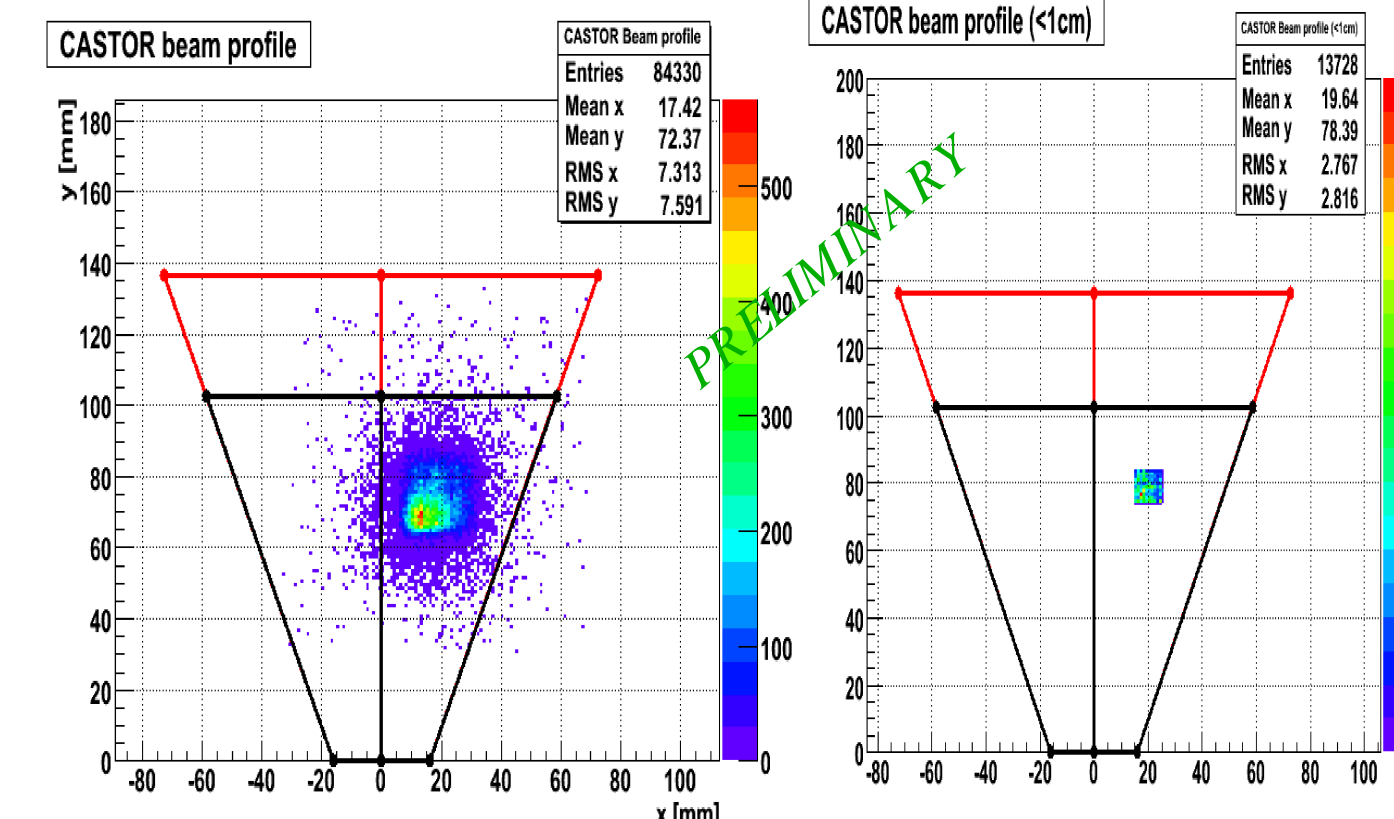 CASTOR beam profile
CASTOR Beam profile
Entries 84330
Mean x 17.42
Mean y 72.37
RMS x 7.313
RMS y 7.591
y [mm]
180
160
140
120
100
80
60
40
20
0
-80 -60 -40 -20 0 20 40 60 80 100
x [mm]
500
400
300
200
100
0
PRELIMINARY
CASTOR beam profile (<1cm)
CASTOR Beam profile (<1cm)
Entries 13728
Mean x 19.64
Mean y 78.39
RMS x 2.767
RMS y 2.816
200
180
160
140
120
100
80
60
40
20
0
-80 -60 -40 -20 0 20 40 60 80 100